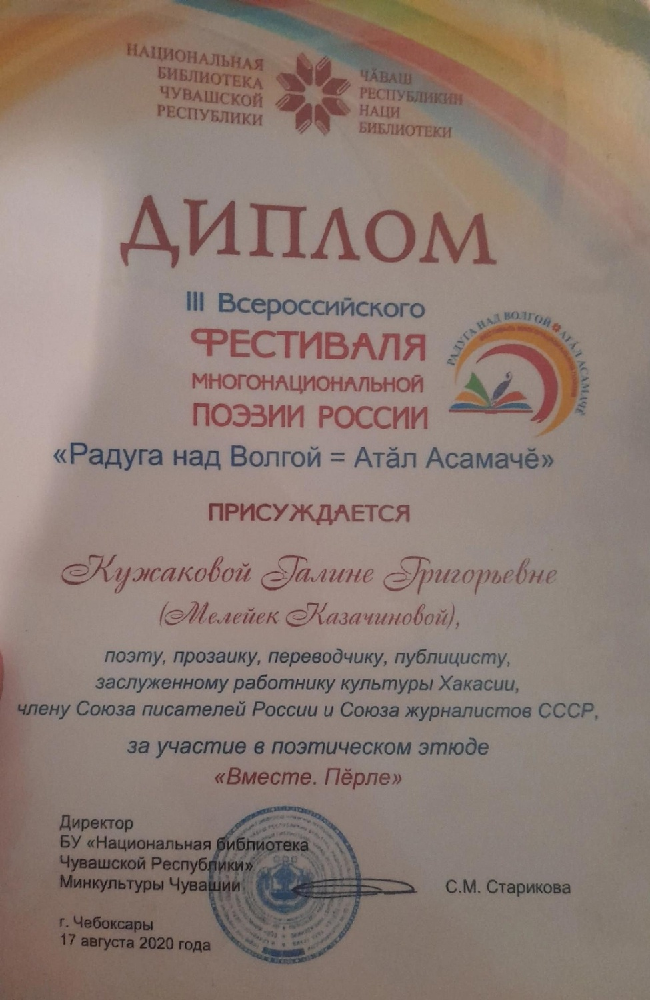 НАЦИОНАЛЬНАЯ
БИБЛИОТЕКА
ЧУВАШСКОЙ
РЕСПУБЛИКИ
ЧӐВАШ
РЕСПУБЛИКИН
НАЦИ
БИБЛИОТЕКИ
ДИПЛОМ
III Всероссийского
ФЕСТИВАЛЯ
МНОГОНАЦИОНАЛЬНОЙ
ПОЭЗИИ РОССИИ
РАДУГА НАД ВОЛГОЙ АТӐЛ АСАМАЧӖ
«Радуга над Волгой = Атӑл Асамачӗ»
ПРИСУЖДАЕТСЯ
Кужаковой Галине Григорьевне
(Мелейек Казачиновой),
поэту, прозаику, переводчику, публицисту,
заслуженному работнику культуры Хакасии,
члену Союза писателей России и Союза журналистов СССР,
за участие в поэтическом этюде
«Вместе. Пӗрле»
Директор
БУ «Национальная библиотека
Чувашской Республики»
Минкультуры Чувашии
С.М. Старикова
г. Чебоксары
17 августа 2020 года